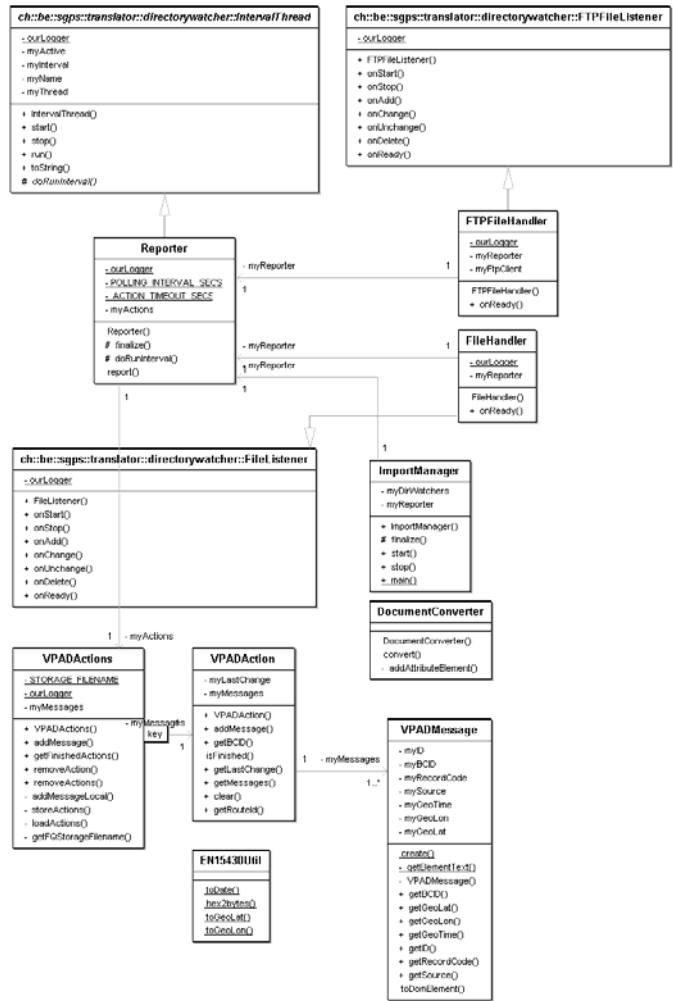 ch::be::sgps::translator::directorywatcher::IntervalThread
- ourLogger
- myActive
- myInterval
- myName
- myThread
+ IntervalThread()
+ start()
+ stop()
+ run()
+ toString()
# doRunInterval()
ch::be::sgps::translator::directorywatcher::FTPFileListener
- ourLogger
+ FTPFileListener()
+ onStart()
+ onStop()
+ onAdd()
+ onChange()
+ onUnchange()
+ onDelete()
+ onReady()
Reporter
- ourLogger
- POLLING_INTERVAL_SECS
- ACTION_TIMEOUT_SECS
- myActions
Reporter()
# finalize()
# doRunInterval()
report()
- myReporter
1
1
FTPFileHandler
- ourLogger
- myReporter
- myFtpClient
FTPFileHandler()
+ onReady()
- myReporter
1
1
- myReporter
1
FileHandler
- ourLogger
- myReporter
FileHandler()
+ onReady()
1
1
ch::be::sgps::translator::directorywatcher::FileListener
- ourLogger
+ FileListener()
+ onStart()
+ onStop()
+ onAdd()
+ onChange()
+ onUnchange()
+ onDelete()
+ onReady()
ImportManager
- myDirWatchers
- myReporter
+ ImportManager()
# finalize()
+ start()
+ stop()
+ main()
DocumentConverter
DocumentConverter()
convert()
- addAttributeElement()
1
- myActions
VPADActions
- STORAGE_FILENAME
- ourLogger
- myMessages
+ VPADActions()
+ addMessage()
+ getFinishedActions()
+ removeAction()
+ removeActions()
- addMessageLocal()
- storeActions()
- loadActions()
- getFQStorageFilename()
- myMessages
key
1
VPADAction
- myLastChange
- myMessages
+ VPADAction()
+ addMessage()
+ getBCID()
isFinished()
+ getLastChange()
+ getMessages()
+ clear()
+ getRouteId()
1
- myMessages
1..*
VPADMessage
- myID
- myBCID
- myRecordCode
- mySource
- myGeoTime
- myGeoLon
- myGeoLat
create()
- getElementText()
- VPADMessage()
+ getBCID()
+ getGeoLat()
+ getGeoLon()
+ getGeoTime()
+ getID()
+ getRecordCode()
+ getSource()
toDomElement()
EN15430Util
toDate()
hex2bytes()
toGeoLat()
toGeoLon()